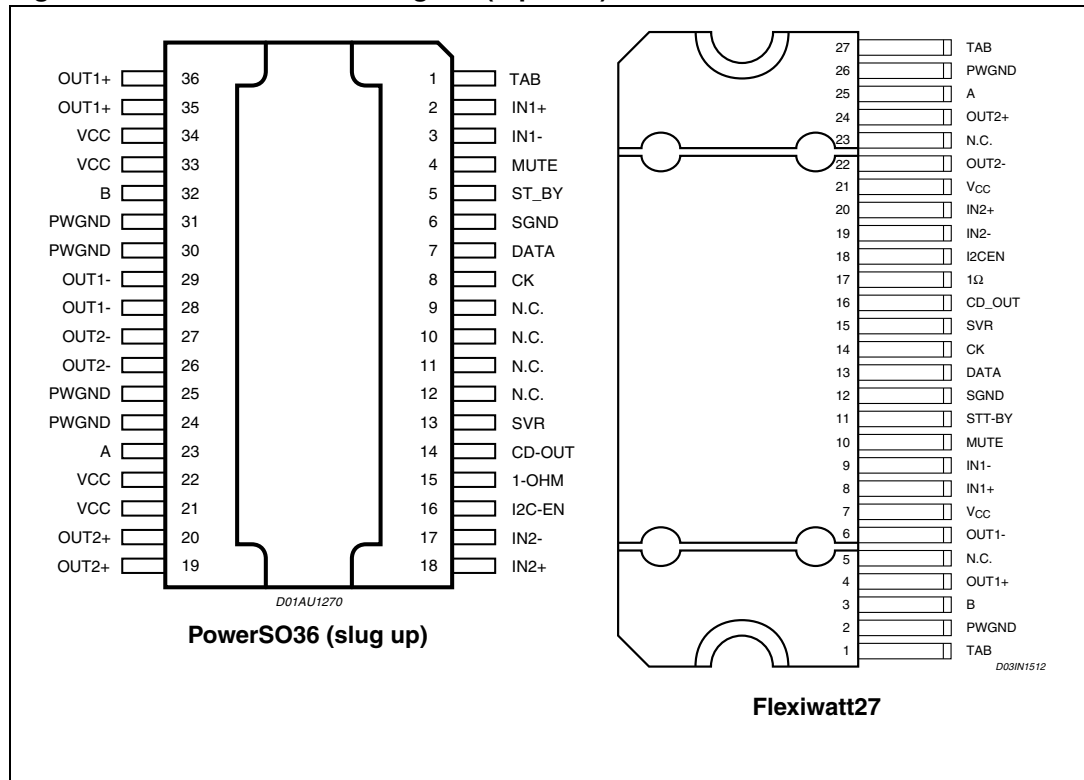 OUT1+ 36 1 TAB
OUT1+ 35 2 IN1+
VCC 34 3 IN1-
VCC 33 4 MUTE
B 32 5 ST_BY
PWGND 31 6 SGND
PWGND 30 7 DATA
OUT1- 29 8 CK
OUT1- 28 9 N.C.
OUT2- 27 10 N.C.
OUT2- 26 11 N.C.
PWGND 25 12 N.C.
PWGND 24 13 SVR
A 23 14 CD-OUT
VCC 22 15 1-OHM
VCC 21 16 I2C-EN
OUT2+ 20 17 IN2-
OUT2+ 19 18 IN2+
D01AU1270
PowerSO36 (slug up)
27 TAB
26 PWGND
25 A
24 OUT2+
23 N.C.
22 OUT2-
21 VCC
20 IN2+
19 IN2-
18 I2CEN
17 1Ω
16 CD_OUT
15 SVR
14 CK
13 DATA
12 SGND
11 STT-BY
10 MUTE
9 IN1-
8 IN1+
7 VCC
6 OUT1-
5 N.C.
4 OUT1+
3 B
2 PWGND
1 TAB
D03IN1512
Flexiwatt27